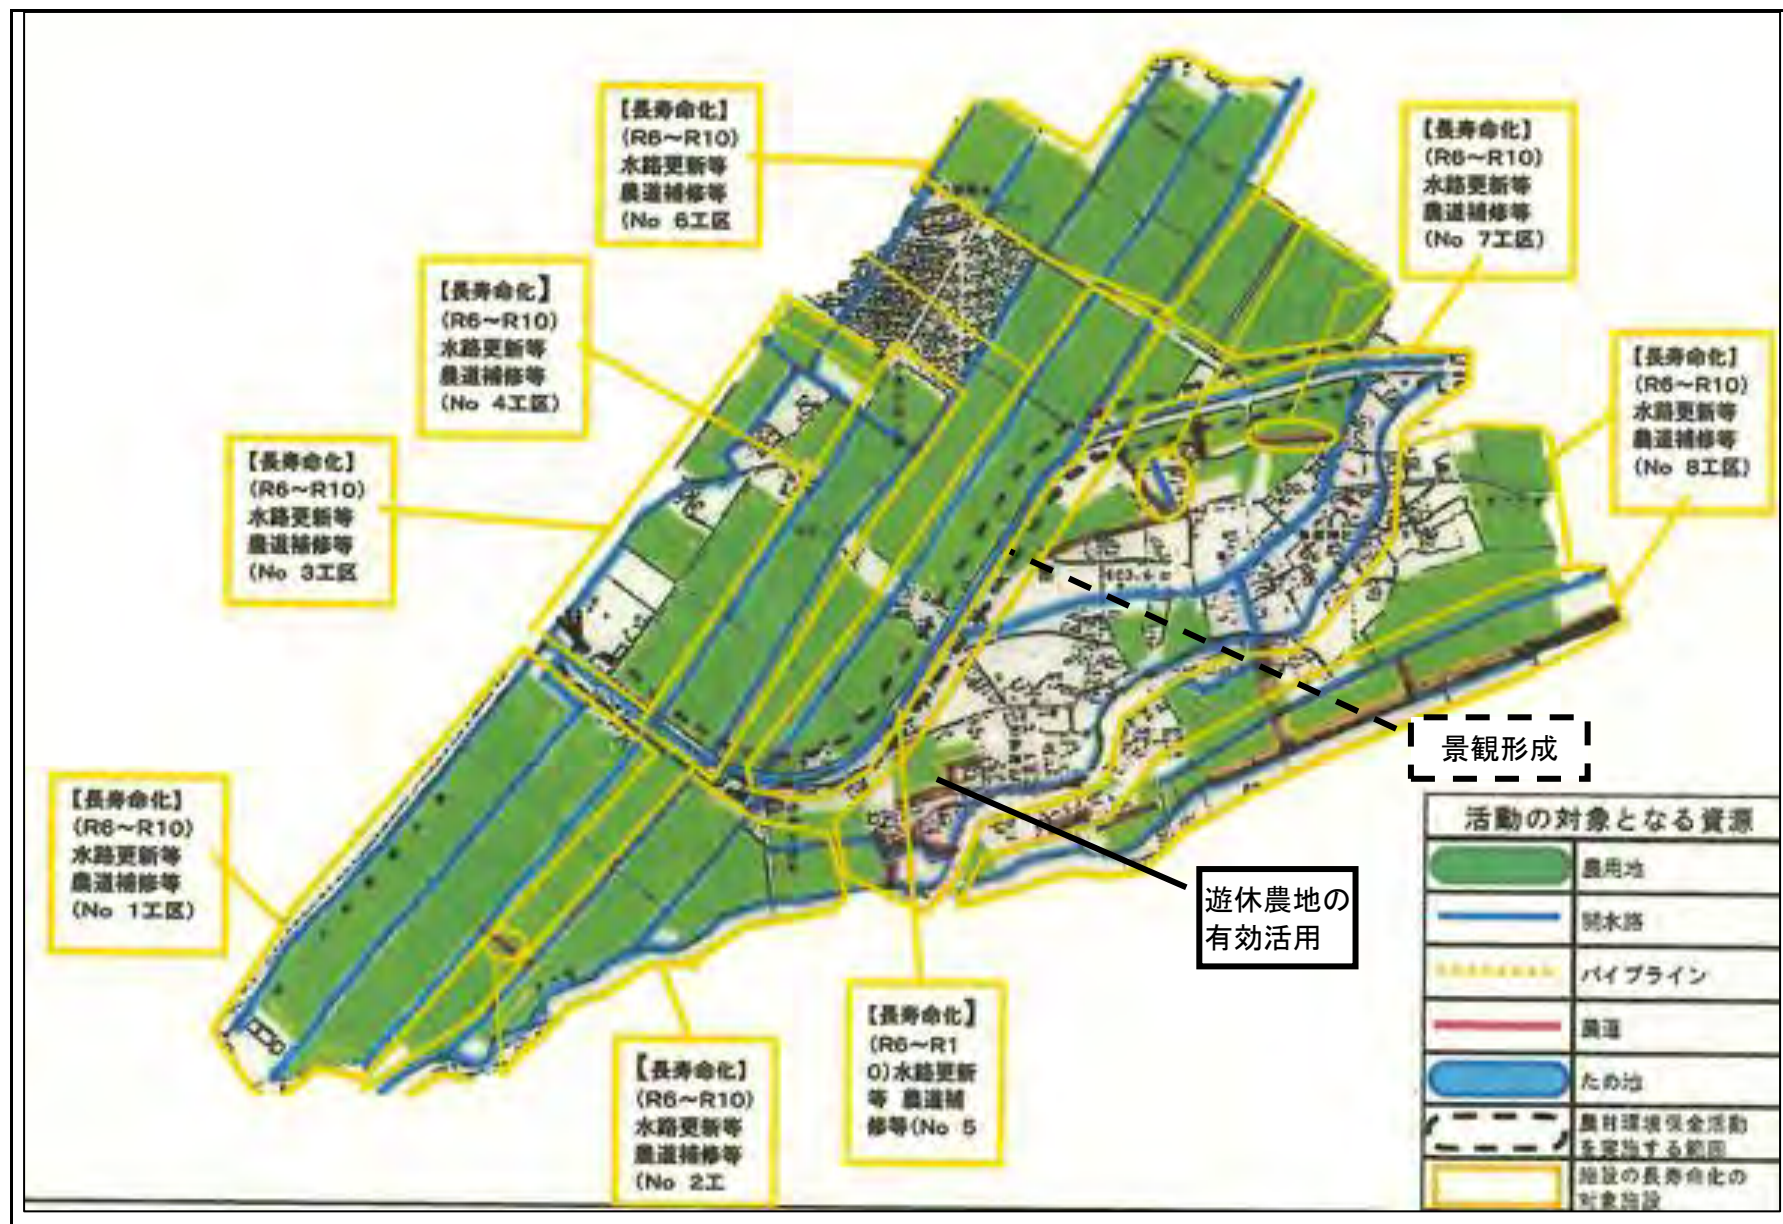 【長寿命化】
(R6～R10)
水路更新等
農道補修等
(No 6工区
【長寿命化】
(R6～R10)
水路更新等
農道補修等
(No 7工区)
【長寿命化】
(R6～R10)
水路更新等
農道補修等
(No 4工区)
【長寿命化】
(R6～R10)
水路更新等
農道補修等
(No 8工区)
【長寿命化】
(R6～R10)
水路更新等
農道補修等
(No 3工区
景観形成
【長寿命化】
(R6～R10)
水路更新等
農道補修等
(No 1工区)
遊休農地の
有効活用
【長寿命化】
(R6～R1
0)水路更新
等 農道補
修等(No 5
【長寿命化】
(R6～R10)
水路更新等
農道補修等
(No 2工
活動の対象となる資源
農用地
開水路
パイプライン
農道
ため池
農村環境保全活動
を実施する範囲
施設の長寿命化の
対象施設